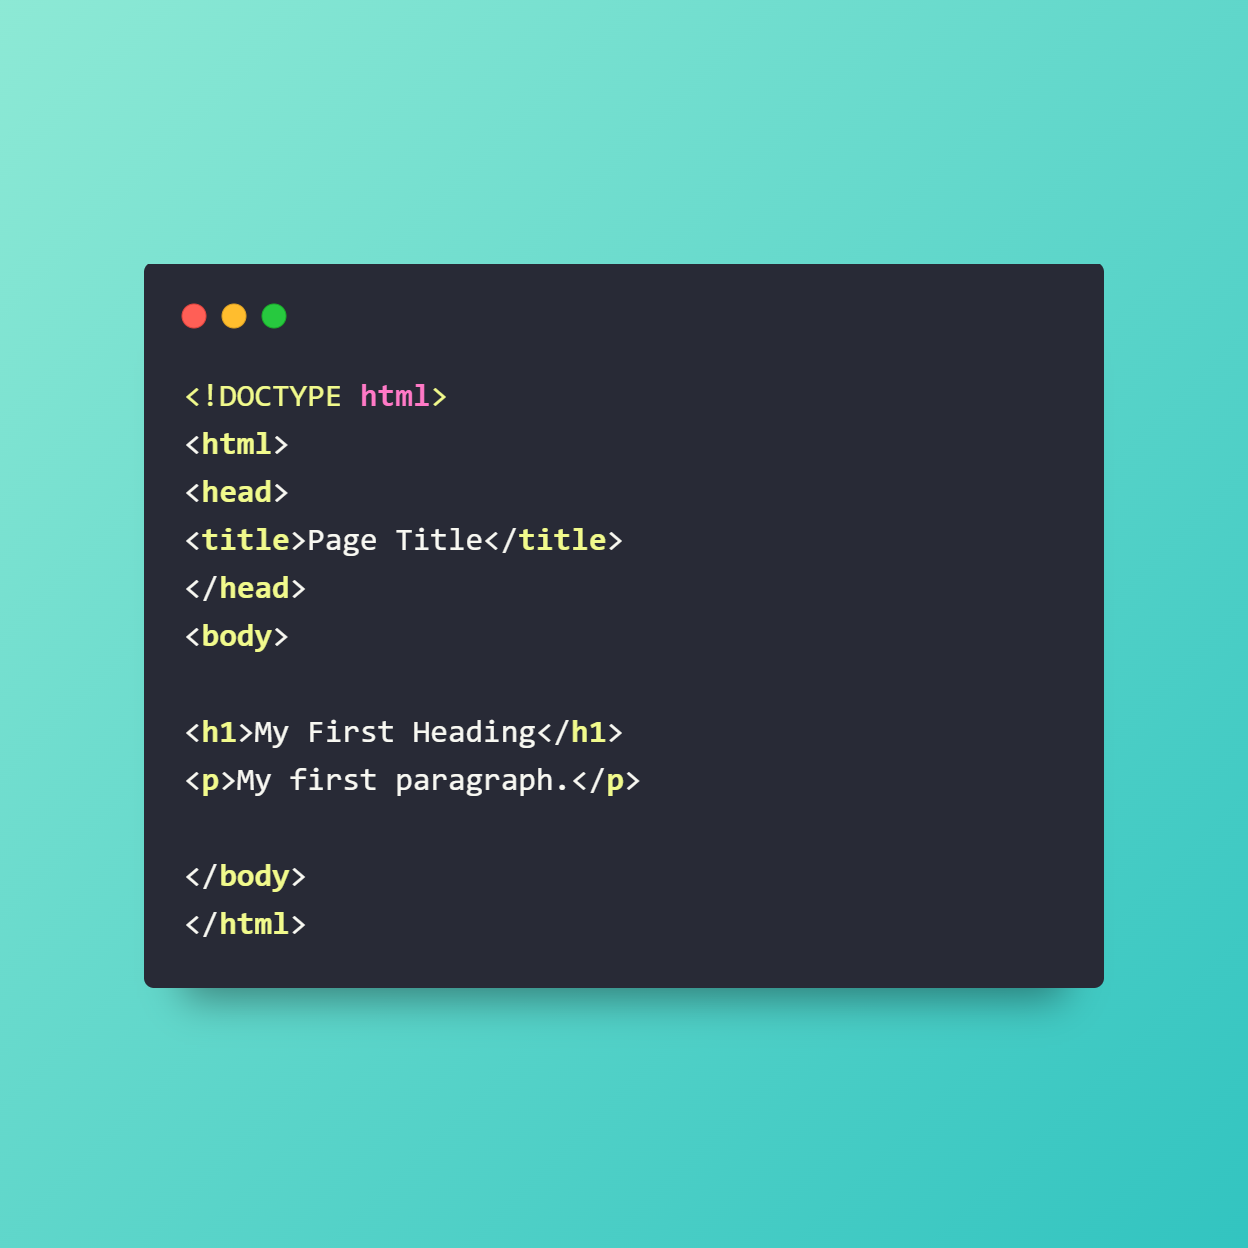 <!DOCTYPE html>
<html>
<head>
<title>Page Title</title>
</head>
<body>
<h1>My First Heading</h1>
<p>My first paragraph.</p>
</body>
</html>